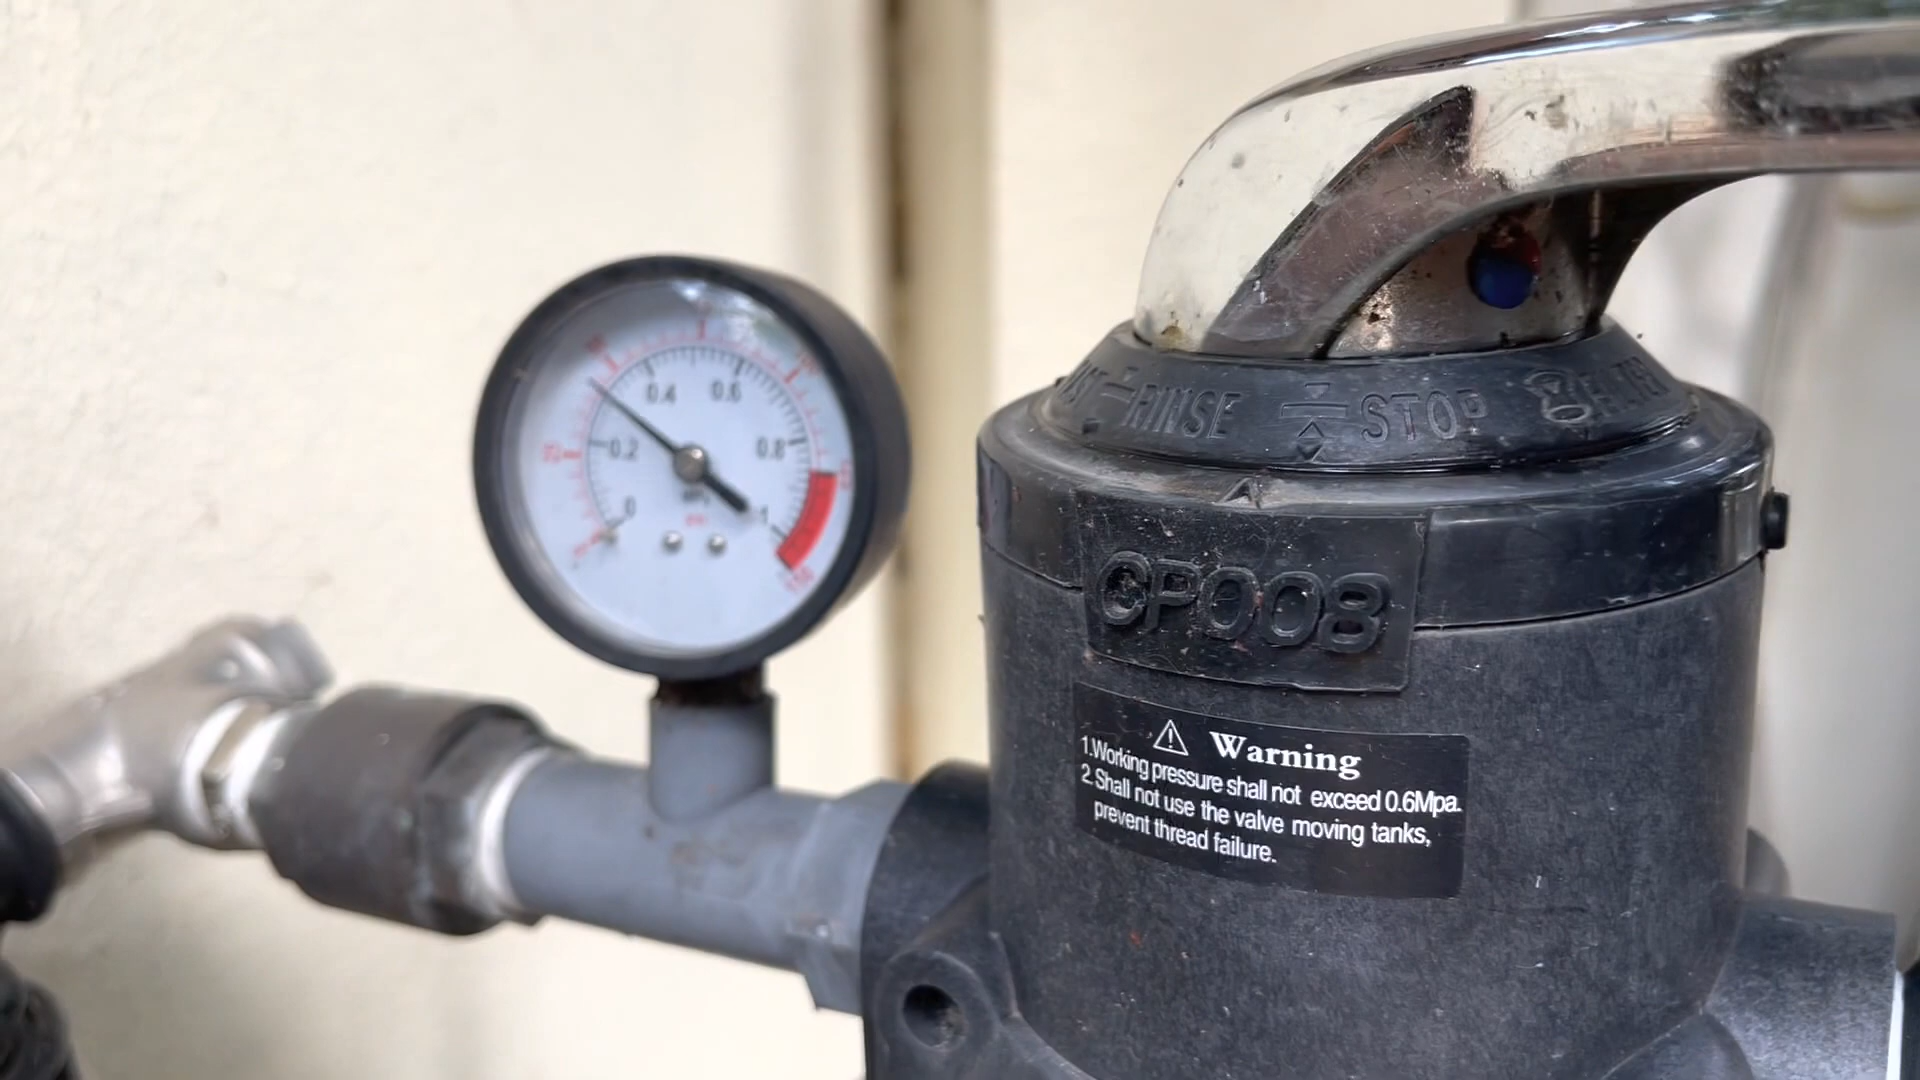 0.4 0.6
0.2 0.8
0 1
RINSE STOP
CP008
Warning
1.Working pressure shall not exceed 0.6Mpa.
2.Shall not use the valve moving tanks,
prevent thread failure.